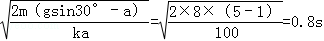 √(2m（gsin30°－a）/ka)=√(2×8×（5－1）/100)=0.8s